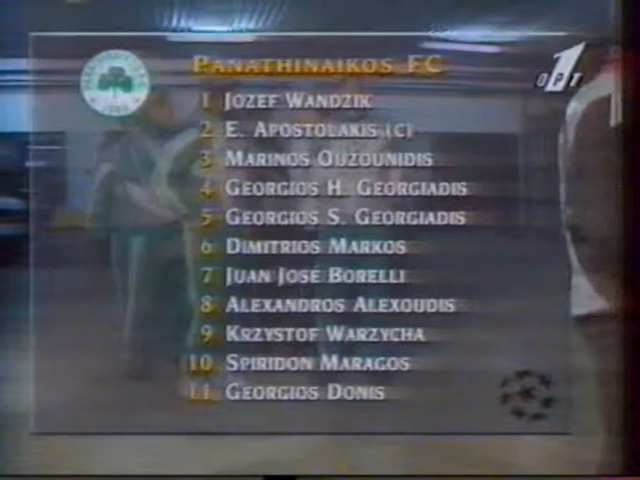 PANATHINAIKOS FC
1 JOZEF WANDZIK
2 E. APOSTOLAKIS (C)
3 MARINOS OUZOUNIDIS
4 GEORGIOS H. GEORGIADIS
5 GEORGIOS S. GEORGIADIS
6 DIMITRIOS MARKOS
7 JUAN JOSÉ BORELLI
8 ALEXANDROS ALEXOUDIS
9 KRZYSTOF WARZYCHA
10 SPIRIDON MARAGOS
11 GEORGIOS DONIS
1
ОРТ